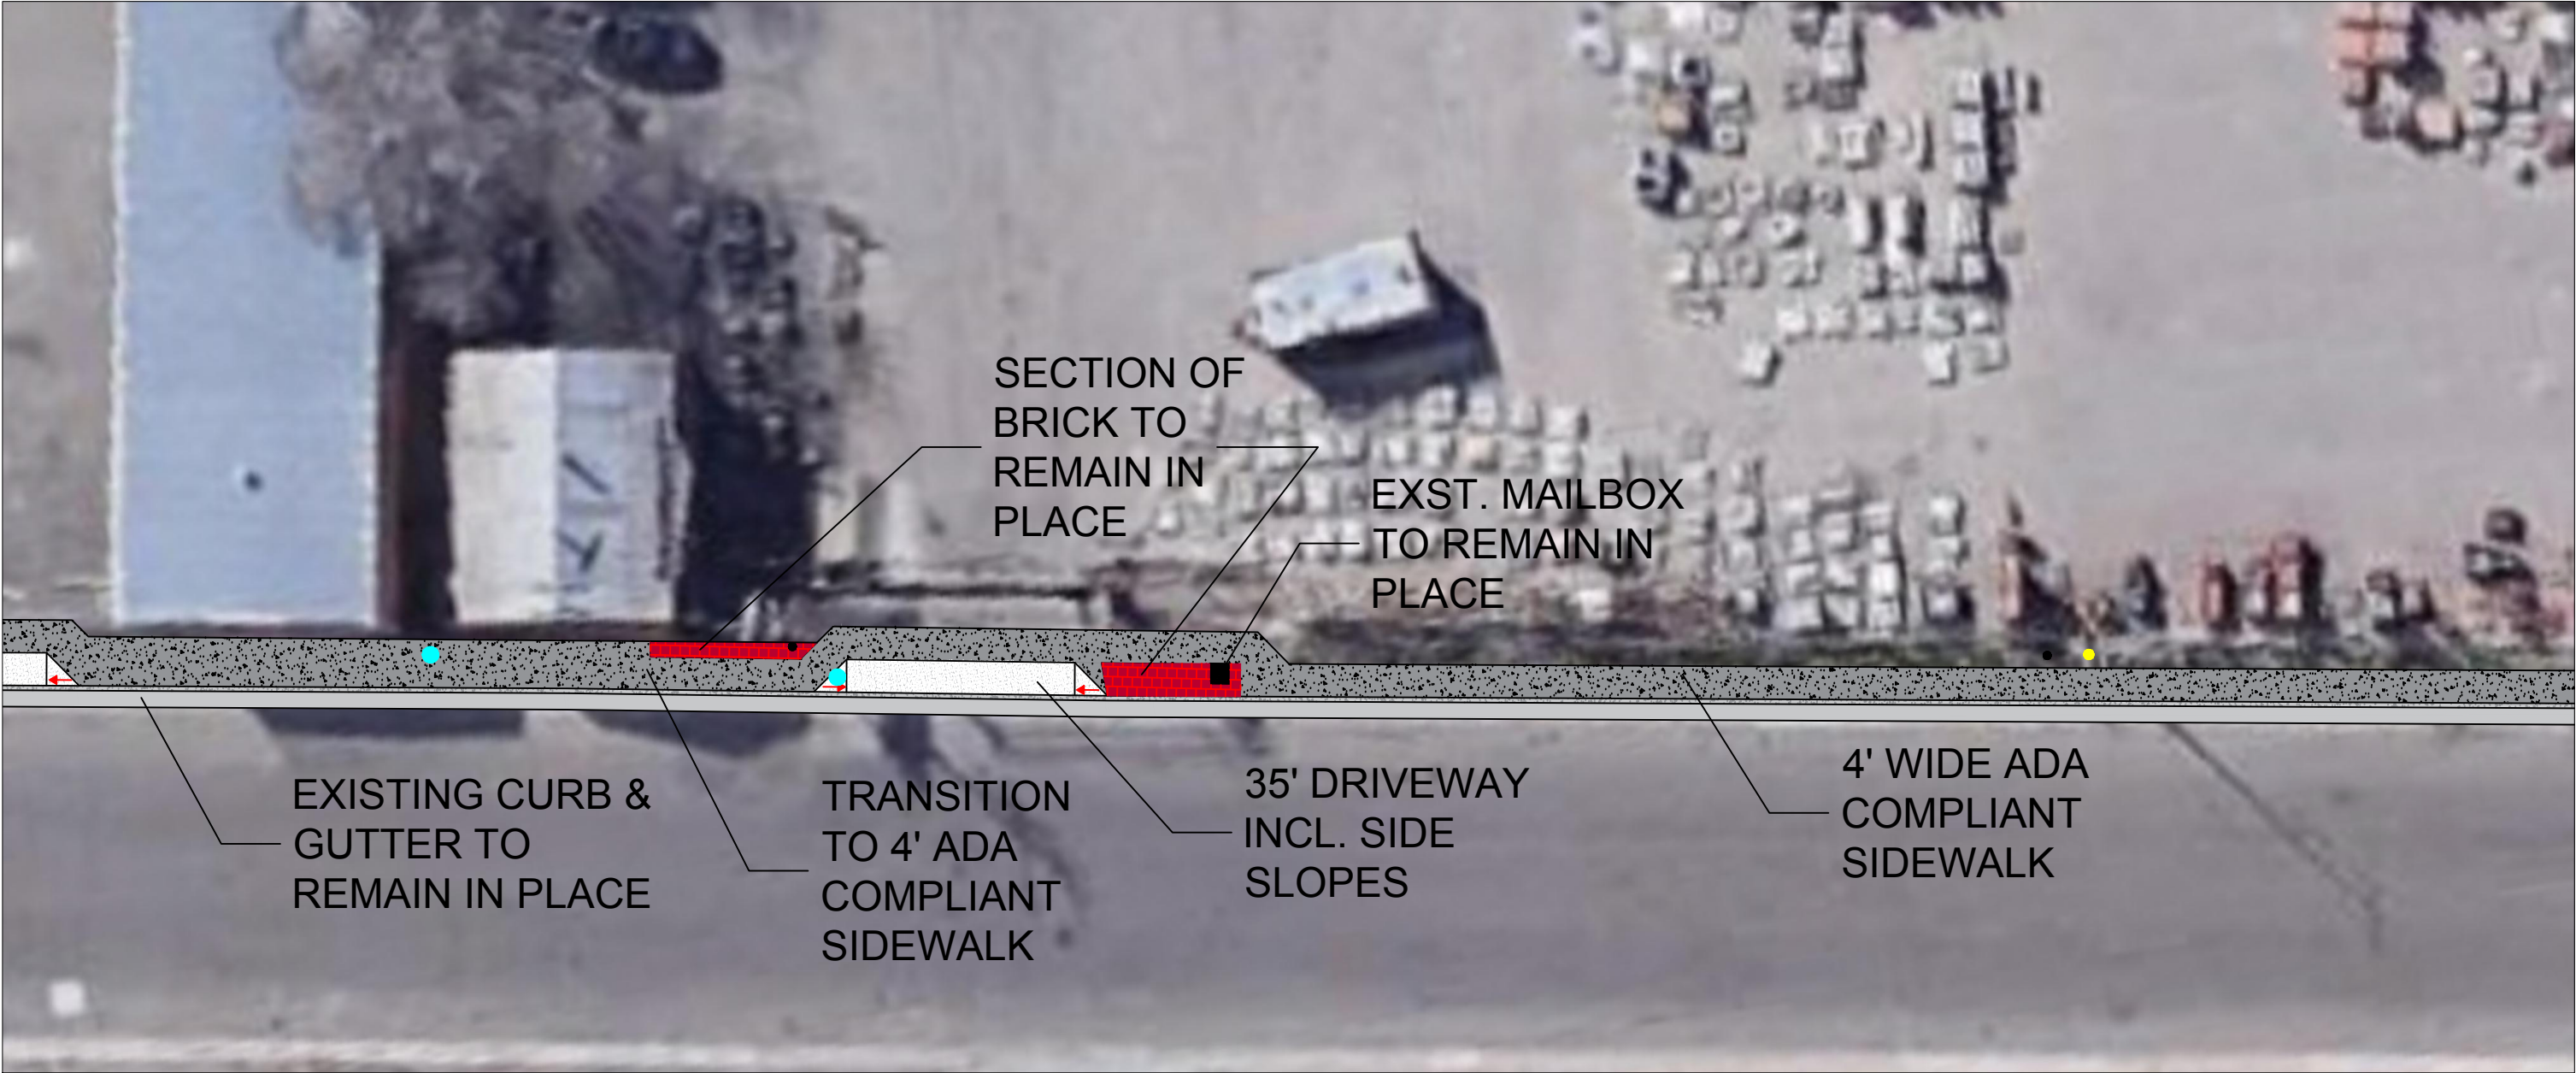 SECTION OF
BRICK TO
REMAIN IN
PLACE
EXST. MAILBOX
TO REMAIN IN
PLACE
EXISTING CURB &
GUTTER TO
REMAIN IN PLACE
TRANSITION
TO 4' ADA
COMPLIANT
SIDEWALK
35' DRIVEWAY
INCL. SIDE
SLOPES
4' WIDE ADA
COMPLIANT
SIDEWALK